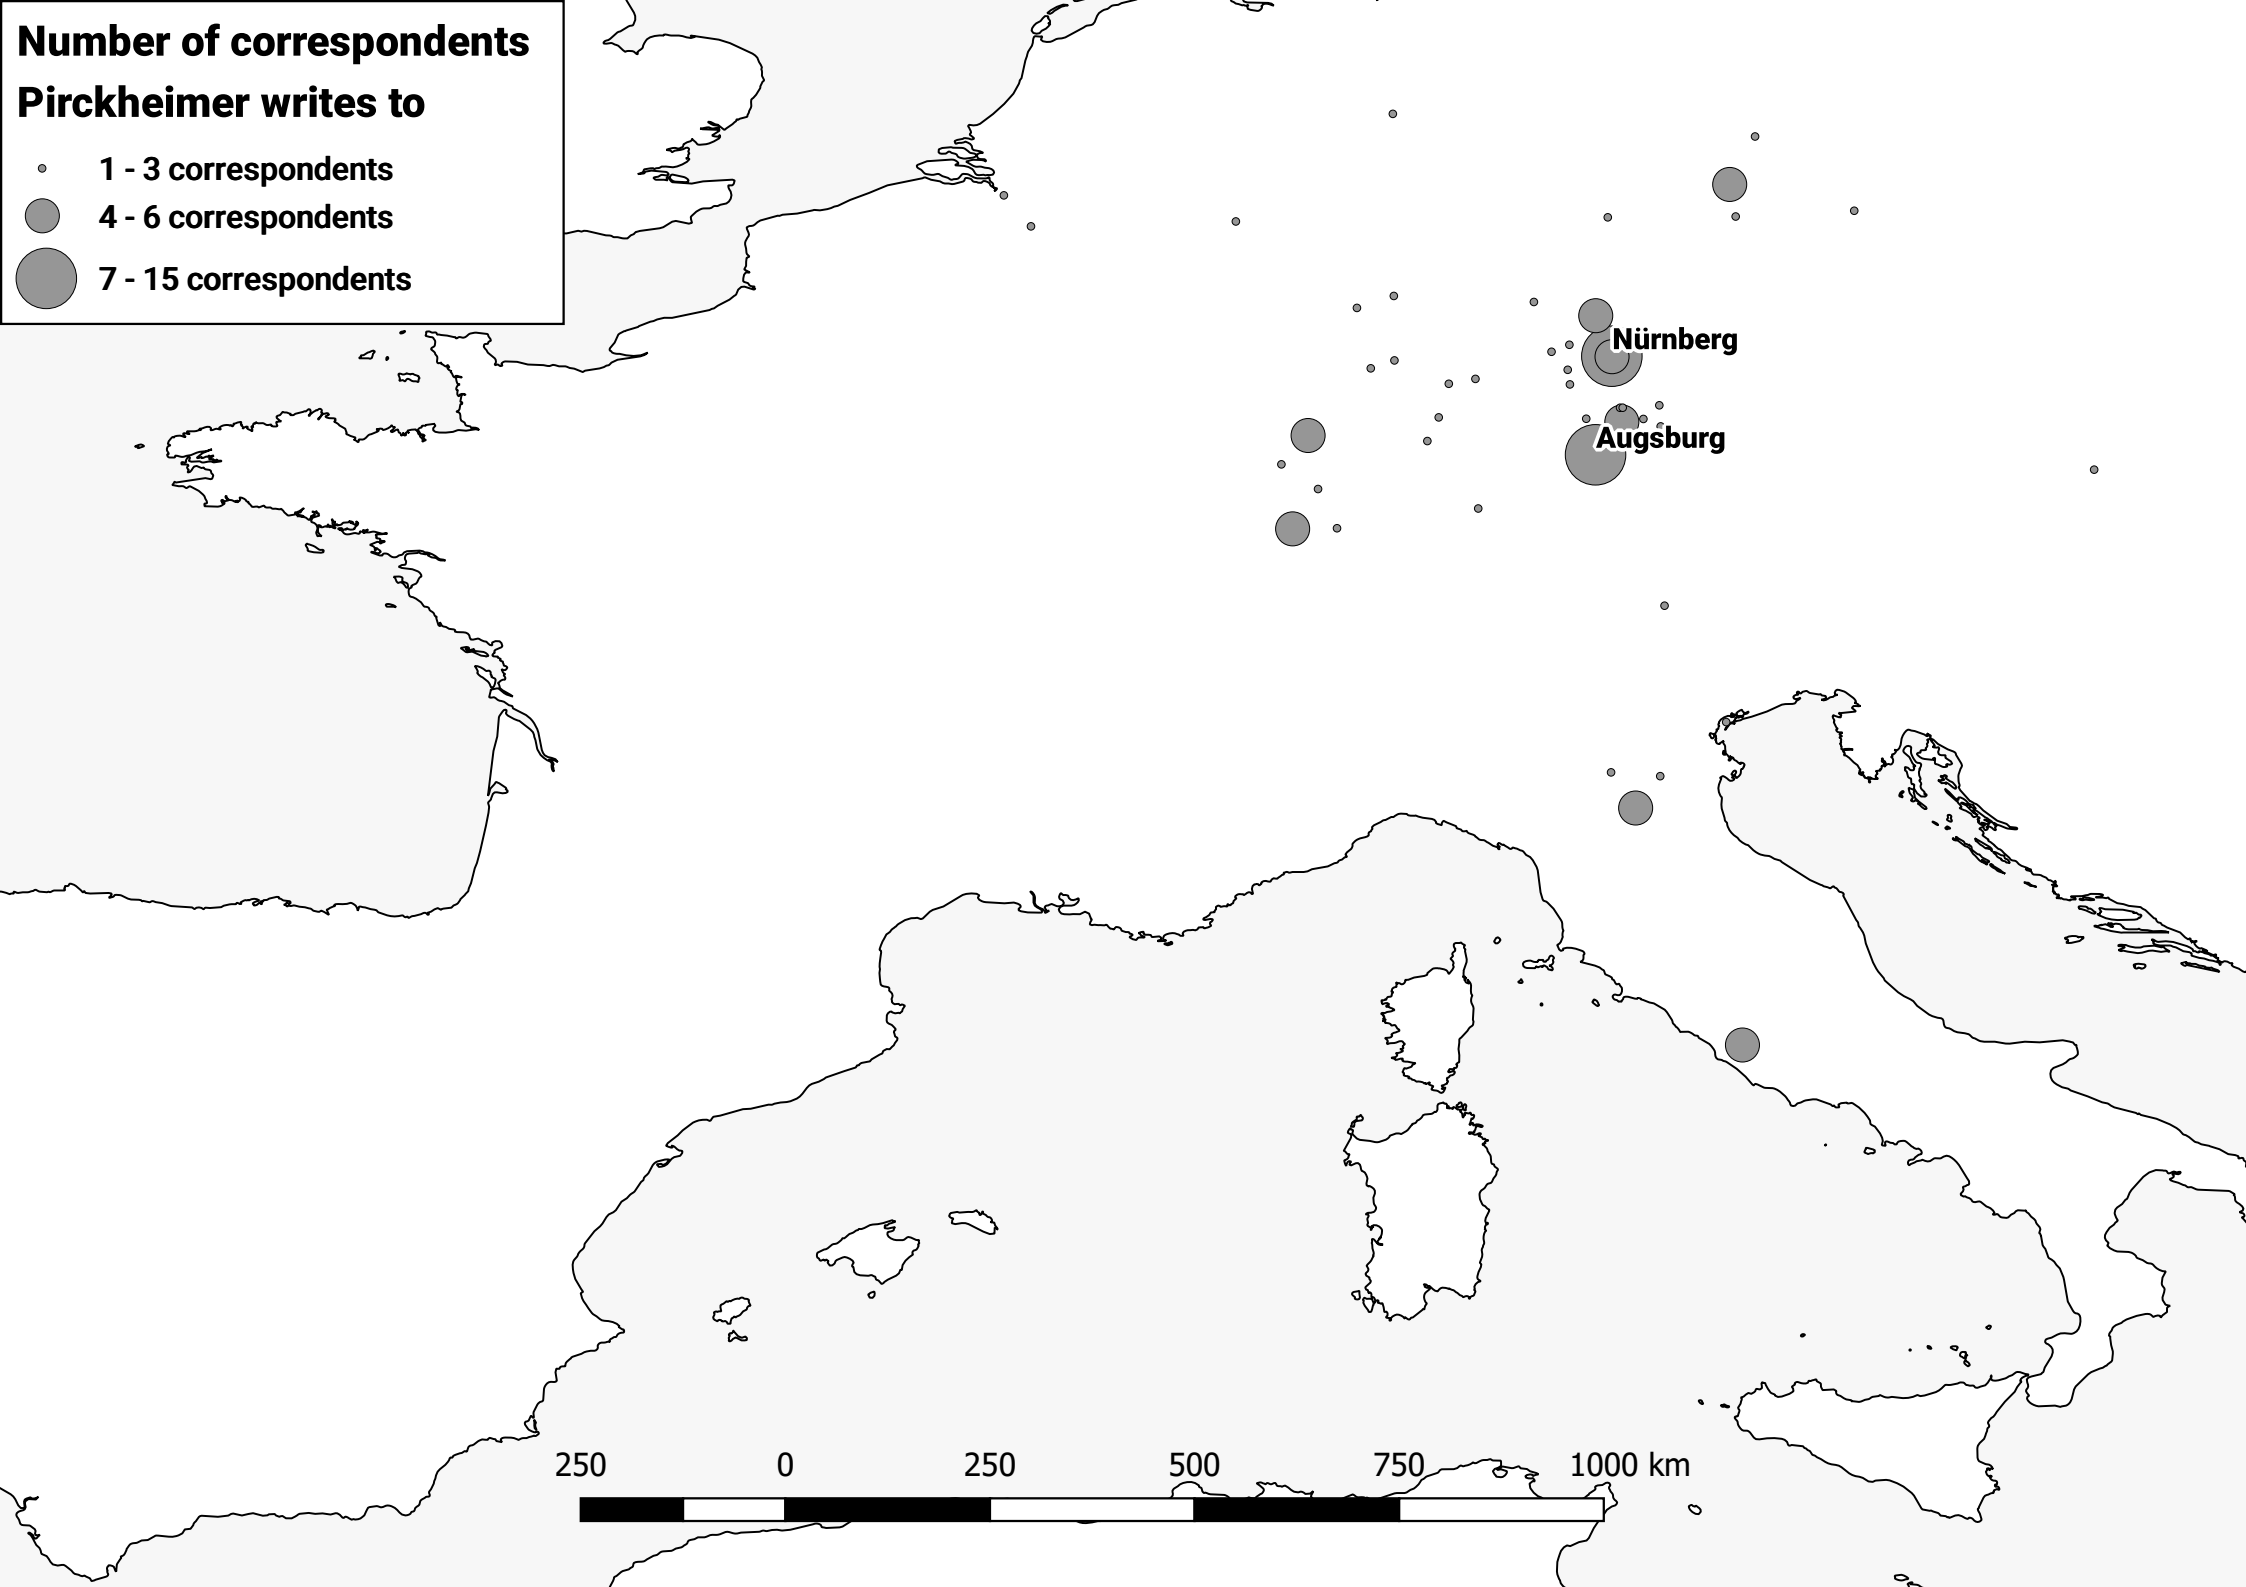 Number of correspondents
Pirckheimer writes to
1 - 3 correspondents
4 - 6 correspondents
7 - 15 correspondents
Nürnberg
Augsburg
250 0 250 500 750 1000 km